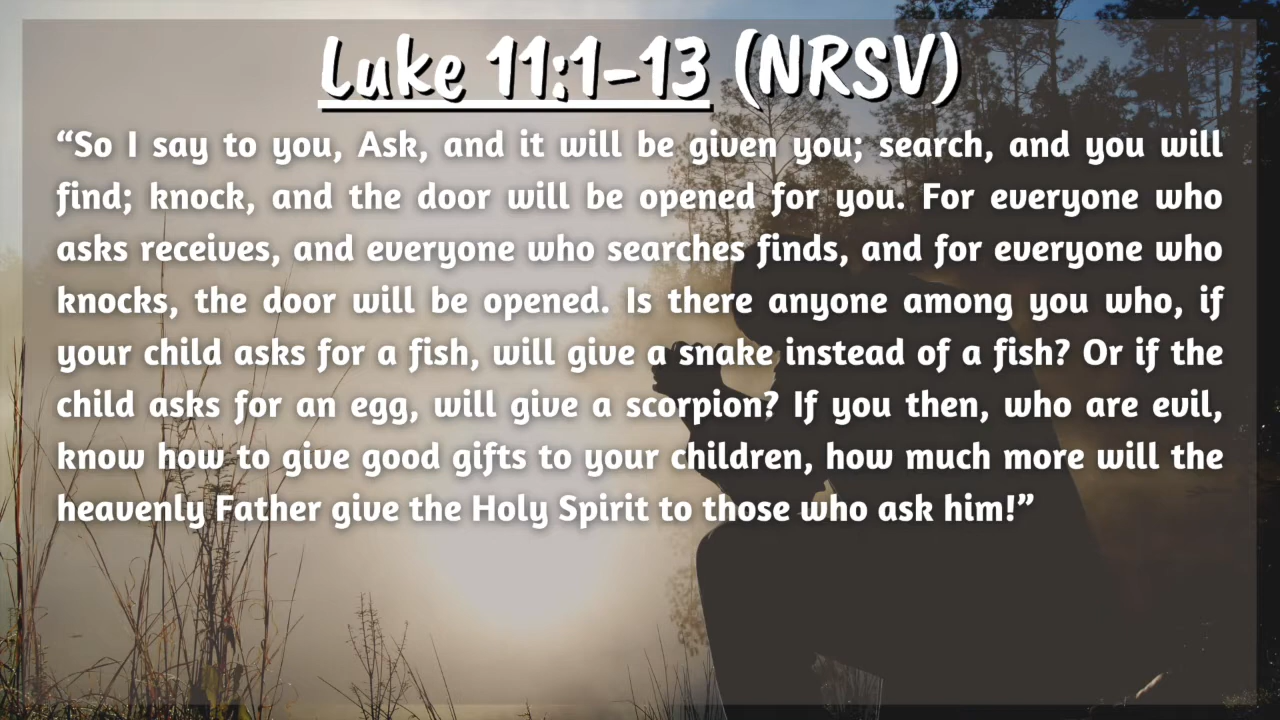 Luke 11:1-13 (NRSV)
“So I say to you, Ask, and it will be given you; search, and you will
find; knock, and the door will be opened for you. For everyone who
asks receives, and everyone who searches finds, and for everyone who
knocks, the door will be opened. Is there anyone among you who, if
your child asks for a fish, will give a snake instead of a fish? Or if the
child asks for an egg, will give a scorpion? If you then, who are evil,
know how to give good gifts to your children, how much more will the
heavenly Father give the Holy Spirit to those who ask him!”